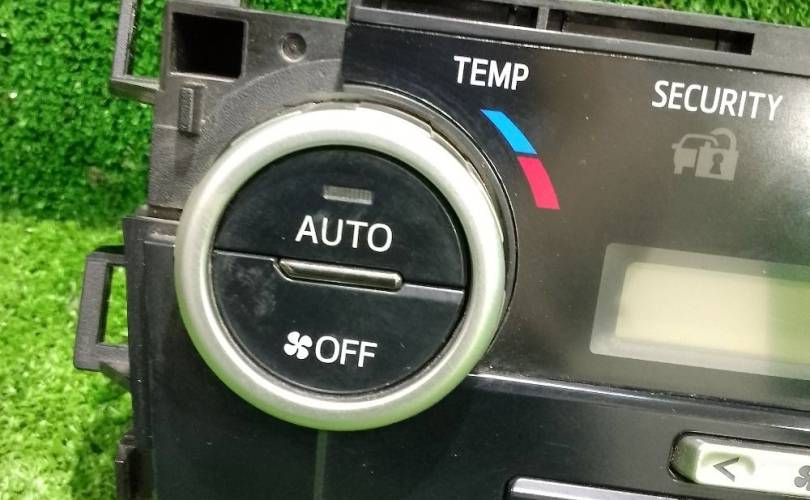 TEMP
SECURITY
AUTO
OFF
<